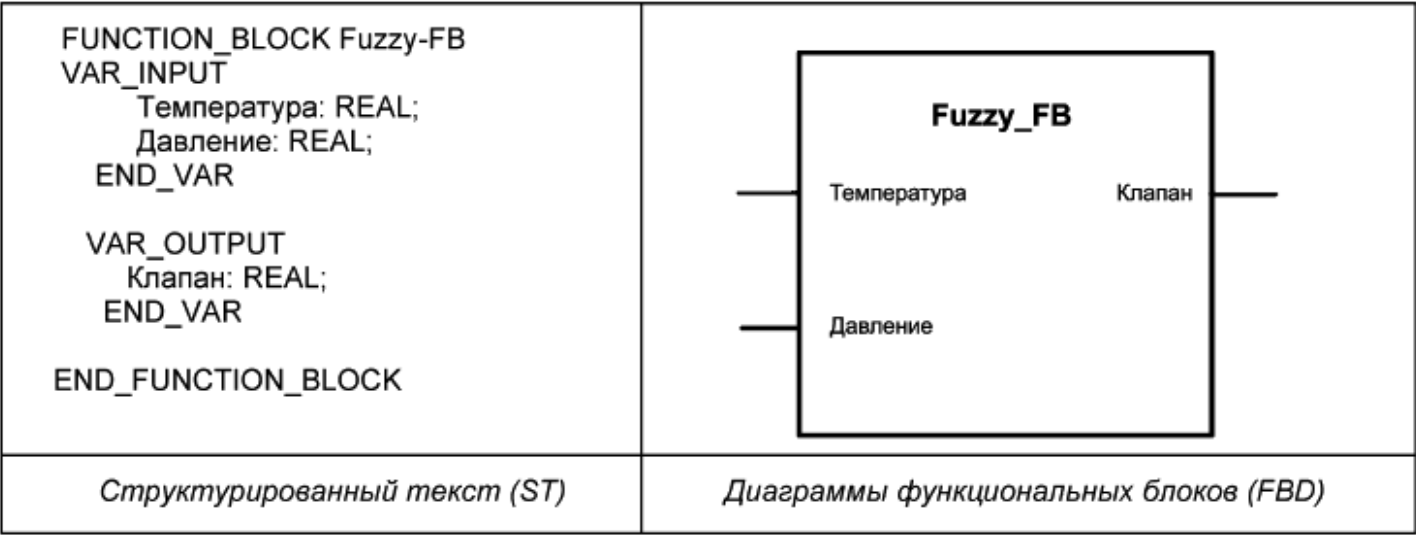 FUNCTION_BLOCK Fuzzy-FB
VAR_INPUT
Температура: REAL;
Давление: REAL;
END_VAR
VAR_OUTPUT
Клапан: REAL;
END_VAR
END_FUNCTION_BLOCK
Fuzzy_FB
Температура
Клапан
Давление
Структурированный текст (ST)
Диаграммы функциональных блоков (FBD)